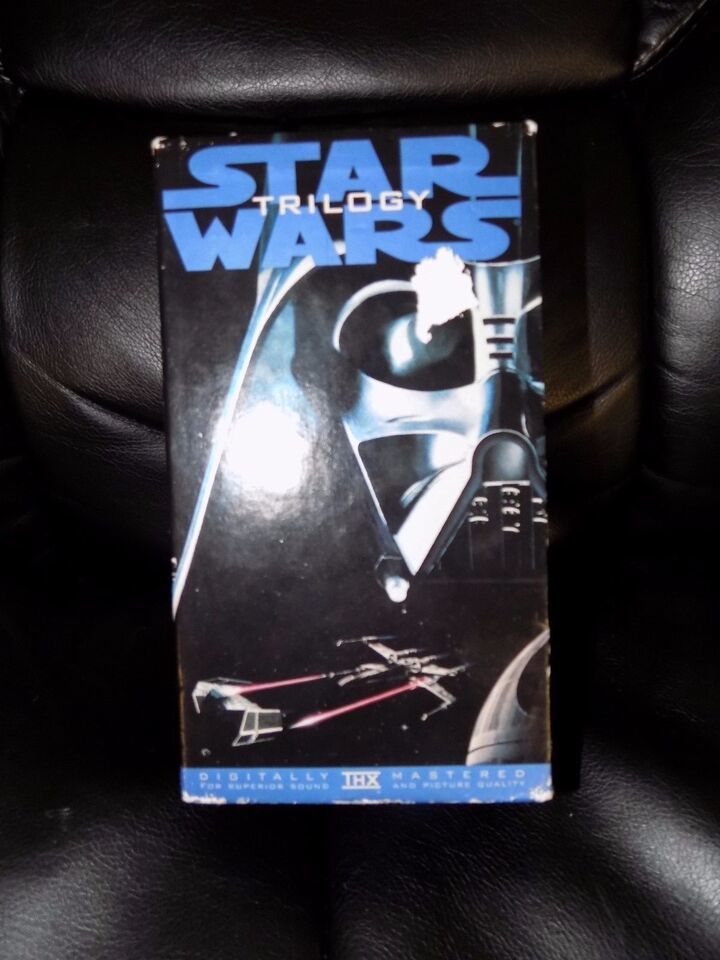 STAR
TRILOGY
WARS
DIGITALLY THX MASTERED
FOR SUPERIOR SOUND AND PICTURE QUALITY